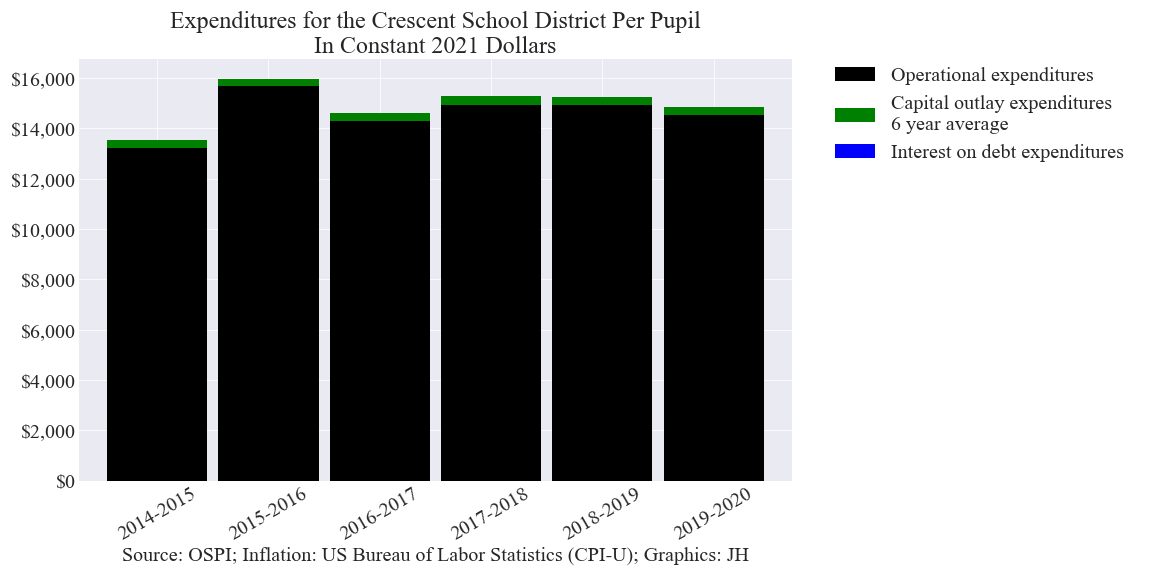 Expenditures for the Crescent School District Per Pupil
In Constant 2021 Dollars
$16,000
$14,000
$12,000
$10,000
$8,000
$6,000
$4,000
$2,000
$0
2014-2015
2015-2016
2016-2017
2017-2018
2018-2019
2019-2020
Source: OSPI; Inflation: US Bureau of Labor Statistics (CPI-U); Graphics: JH
Operational expenditures
Capital outlay expenditures
6 year average
Interest on debt expenditures